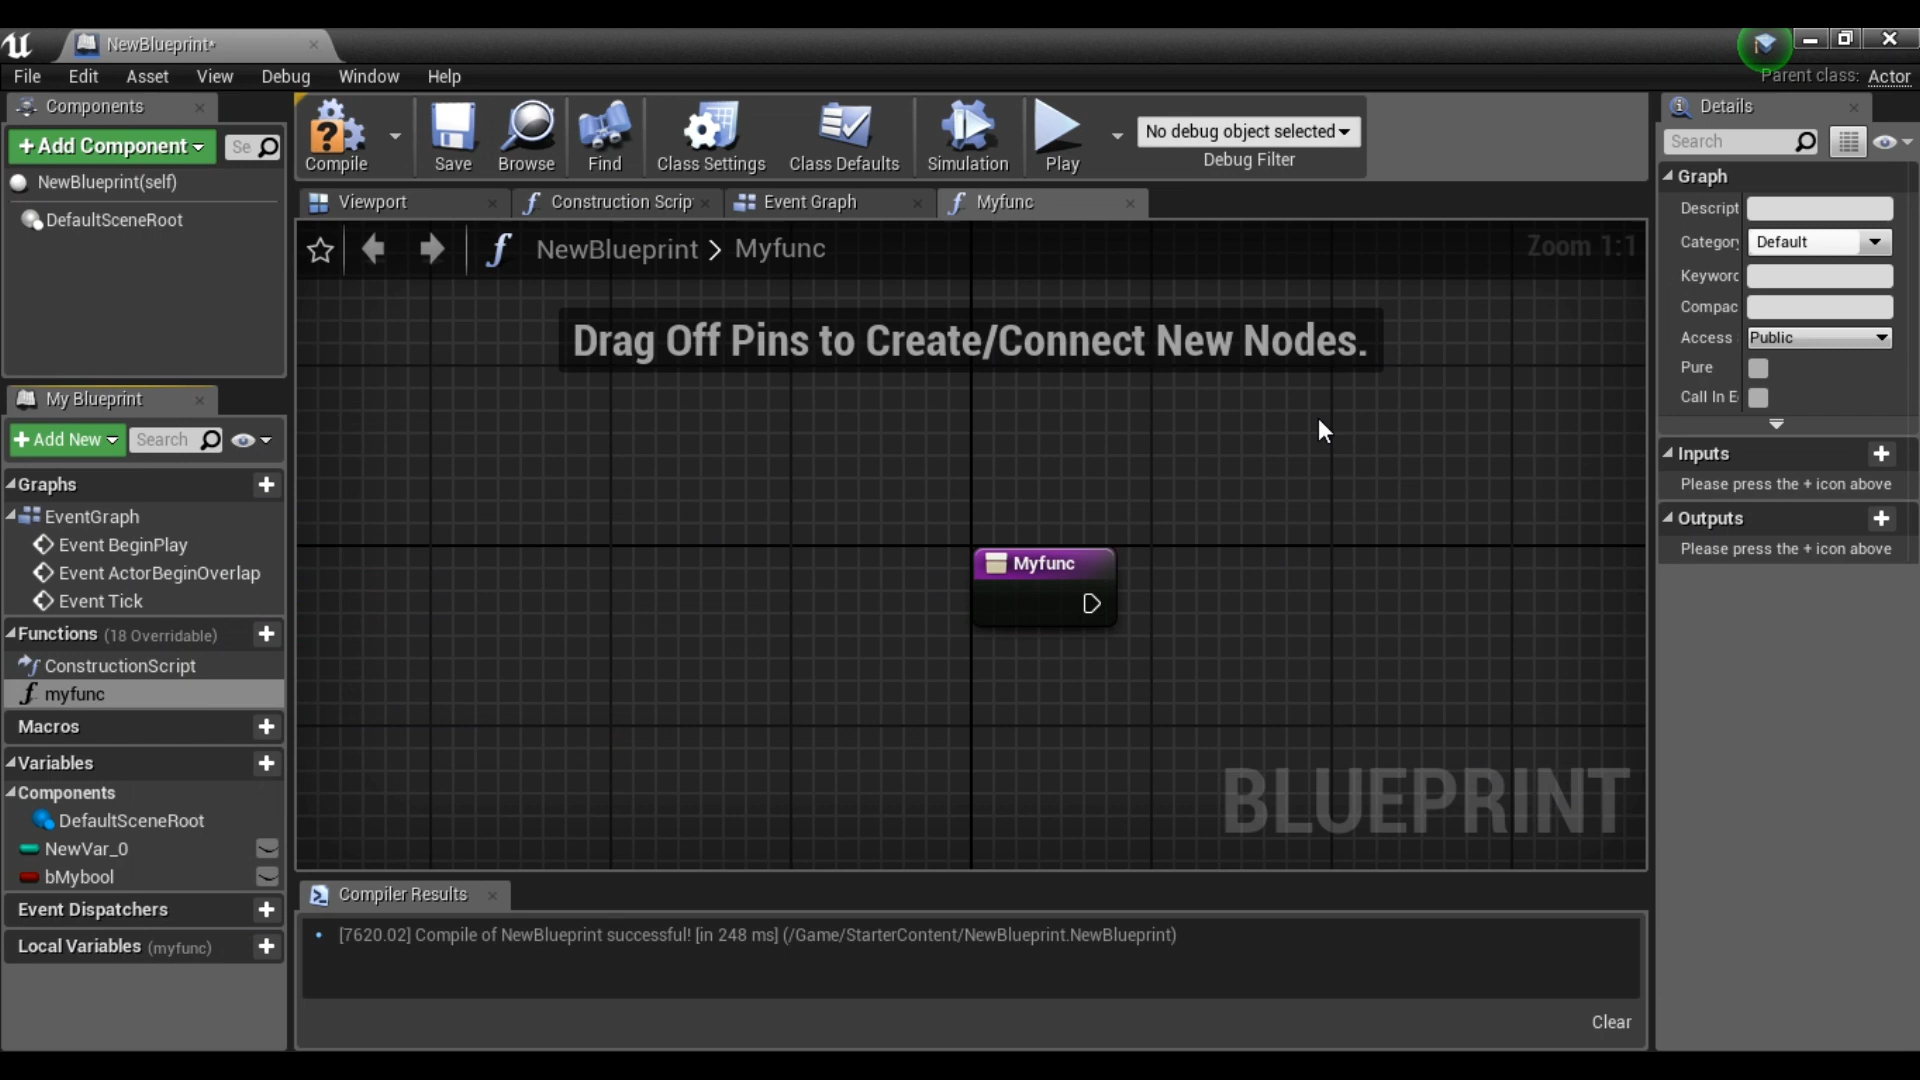 NewBlueprint*
File Edit Asset View Debug Window Help
Parent class: Actor
Components
+Add Component
Se
NewBlueprint(self)
DefaultSceneRoot
Compile
Save
Browse
Find
Class Settings
Class Defaults
Simulation
Play
No debug object selected
Debug Filter
Viewport
Construction Scrip
Event Graph
Myfunc
NewBlueprint > Myfunc
Zoom 1:1
Drag Off Pins to Create/Connect New Nodes.
Myfunc
BLUEPRINT
My Blueprint
+Add New
Search
Graphs
EventGraph
Event BeginPlay
Event ActorBeginOverlap
Event Tick
Functions (18 Overridable)
ConstructionScript
myfunc
Macros
Variables
Components
DefaultSceneRoot
NewVar_0
bMybool
Event Dispatchers
Local Variables (myfunc)
Compiler Results
[7620.02] Compile of NewBlueprint successful! [in 248 ms] (/Game/StarterContent/NewBlueprint.NewBlueprint)
Clear
Details
Search
Graph
Descript
Categor
Default
Keyword
Compac
Access
Public
Pure
Call In E
Inputs
Please press the + icon above
Outputs
Please press the + icon above